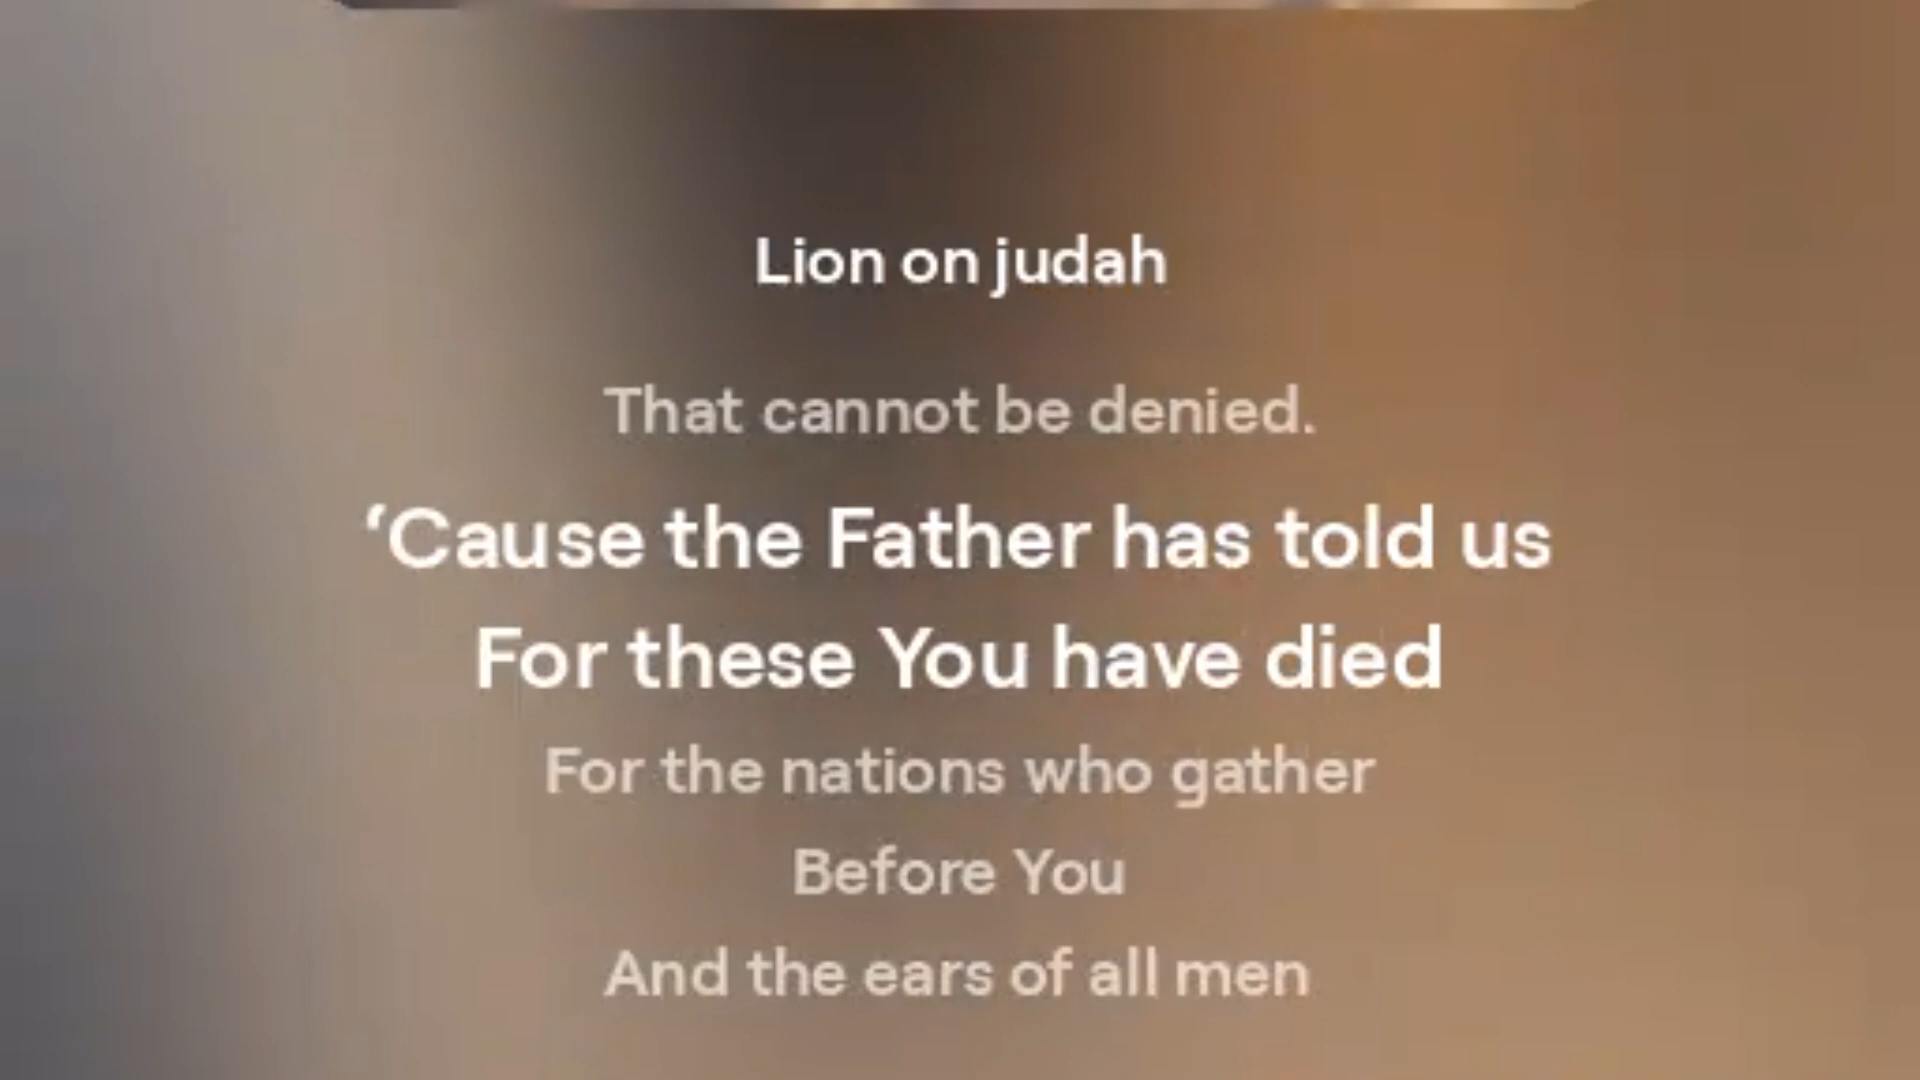 Lion on judah
That cannot be denied.
‘Cause the Father has told us
For these You have died
For the nations who gather
Before You
And the ears of all men